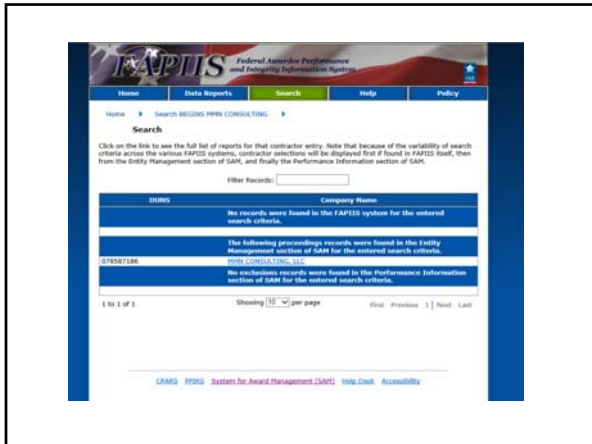 FAPIIS
Federal Awardee Performance
and Integrity Information System
Home Data Reports Search Help Policy
Home Search BEGINS MMN CONSULTING
Search
Click on the link to see the full list of reports for that contractor entry. Note that because of the variability of search
criteria across the various FAPIIS systems, contractor selections will be displayed first if found in FAPIIS itself, then
from the Entity Management section of SAM, and finally the Performance Information section of SAM.
Filter Records:
DUNS Company Name
No records were found in the FAPIIS system for the entered
search criteria.
The following proceedings records were found in the Entity
Management section of SAM for the entered search criteria.
078587186 MMN CONSULTING, LLC
No exclusions records were found in the Performance Information
section of SAM for the entered search criteria.
1 to 1 of 1 Showing 10 per page First Previous 1 Next Last
CPARS PPIRS System for Award Management (SAM) Help Desk Accessibility